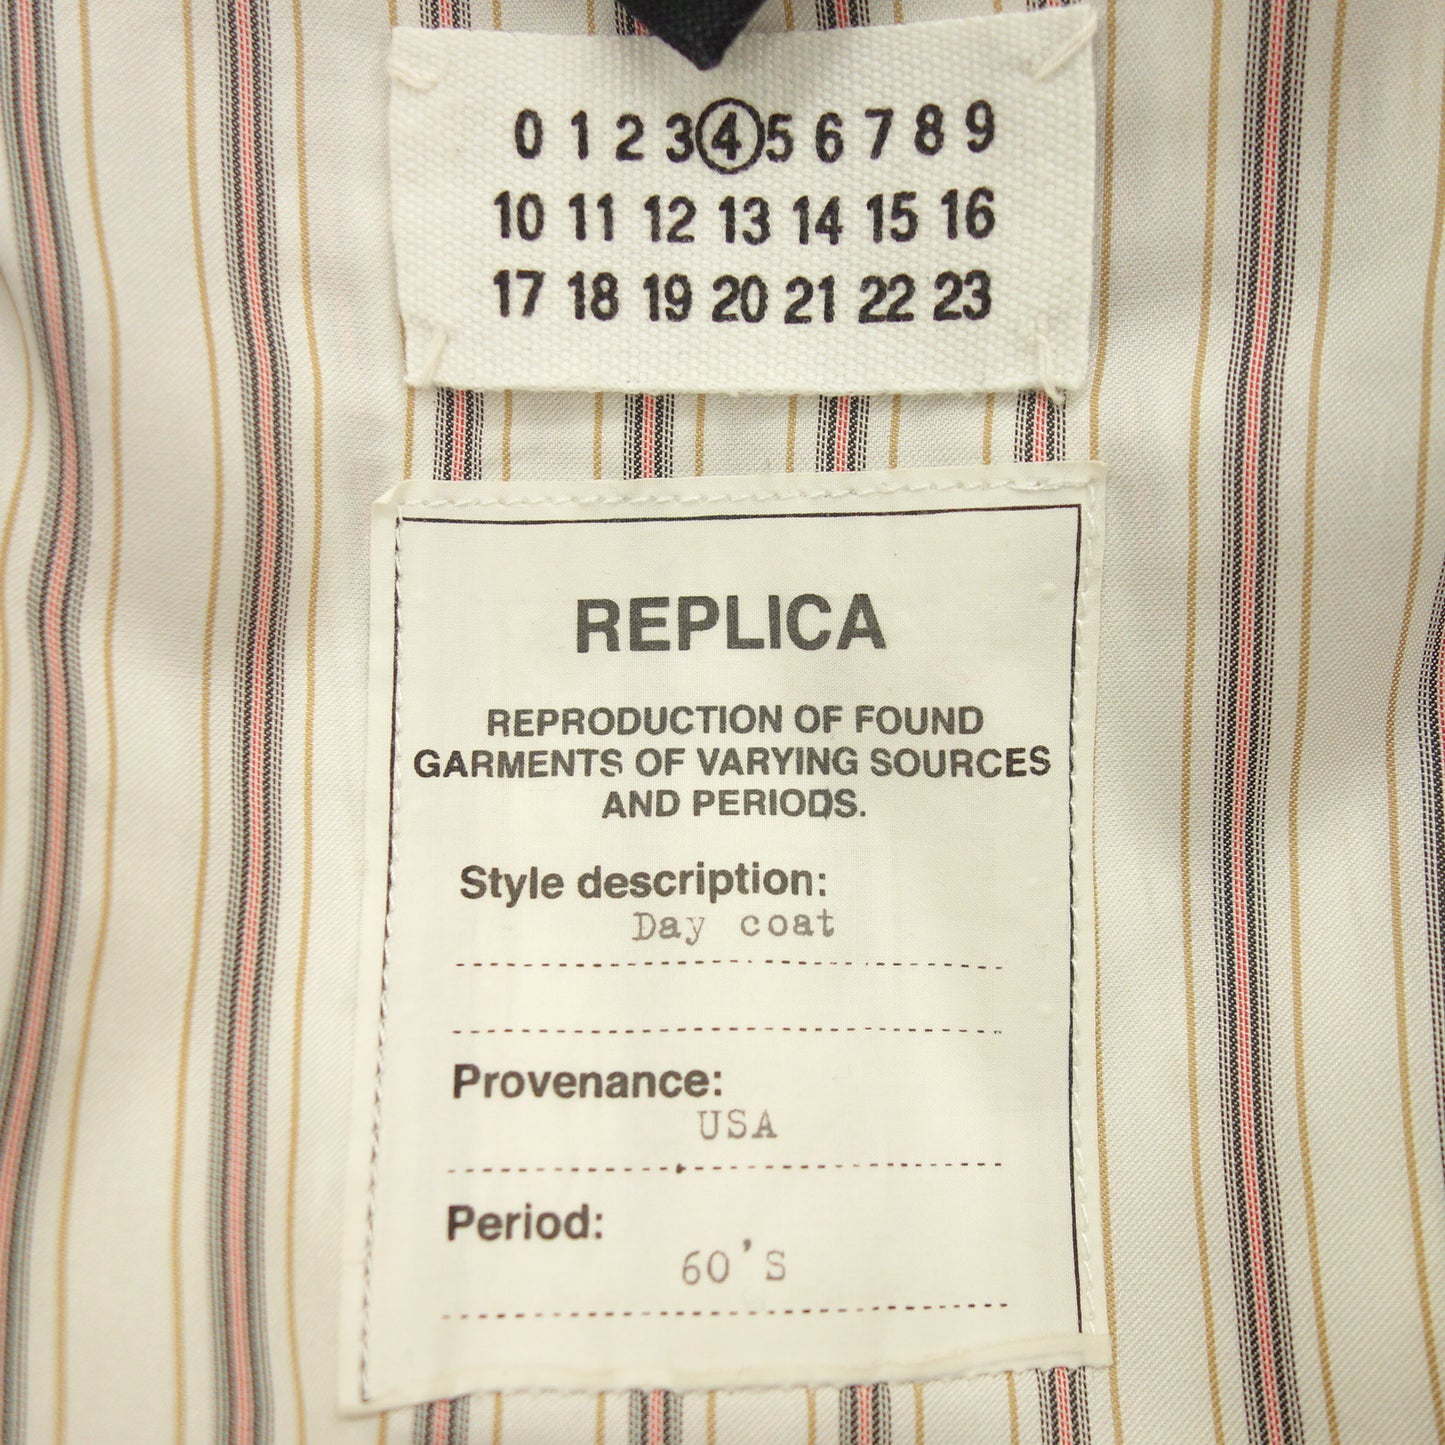 0 1 2 3 4 5 6 7 8 9
10 11 12 13 14 15 16
17 18 19 20 21 22 23
REPLICA
REPRODUCTION OF FOUND
GARMENTS OF VARYING SOURCES
AND PERIODS.
Style description:
Day coat
Provenance:
USA
Period:
60'S